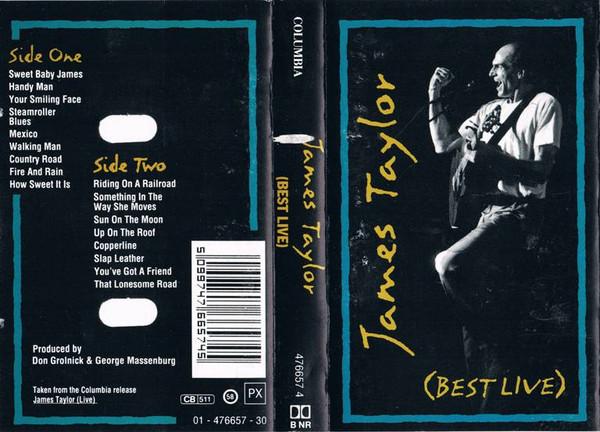 Side One
Sweet Baby James
Handy Man
Your Smiling Face
Steamroller
Blues
Mexico
Walking Man
Country Road
Fire And Rain
How Sweet It Is
Side Two
Riding On A Railroad
Something In The
Way She Moves
Sun On The Moon
Up On The Roof
Copperline
Slap Leather
You've Got A Friend
That Lonesome Road
Produced by
Don Grolnick & George Massenburg
Taken from the Columbia release
James Taylor (Live)
5 099747 665745
CB 511
58
PX
01 - 476657 - 30
COLUMBIA
James Taylor
(BEST LIVE)
476657 4
B NR
James Taylor
(BEST LIVE)